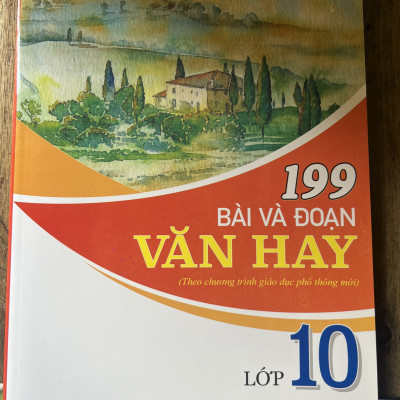 199
BÀI VÀ ĐOẠN
VĂN HAY
(Theo chương trình giáo dục phổ thông mới)
LỚP 10